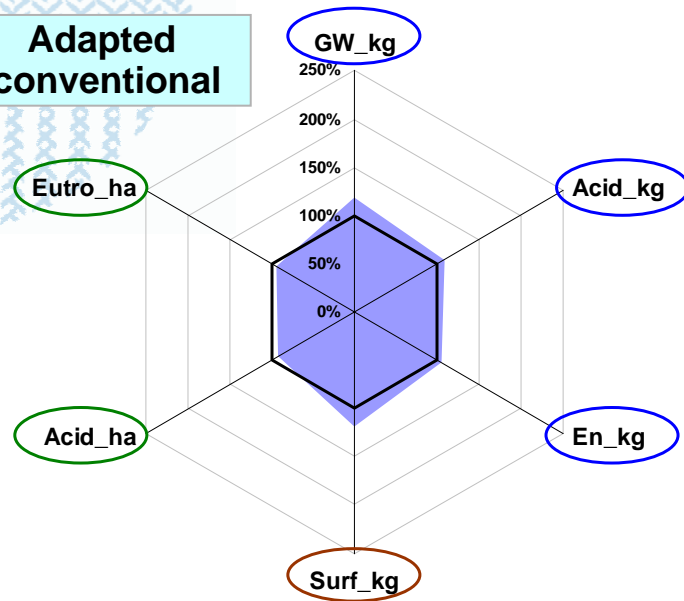 Adapted
conventional
GW_kg
250%
200%
150%
100%
50%
0%
Eutro_ha
Acid_kg
Acid_ha
En_kg
Surf_kg